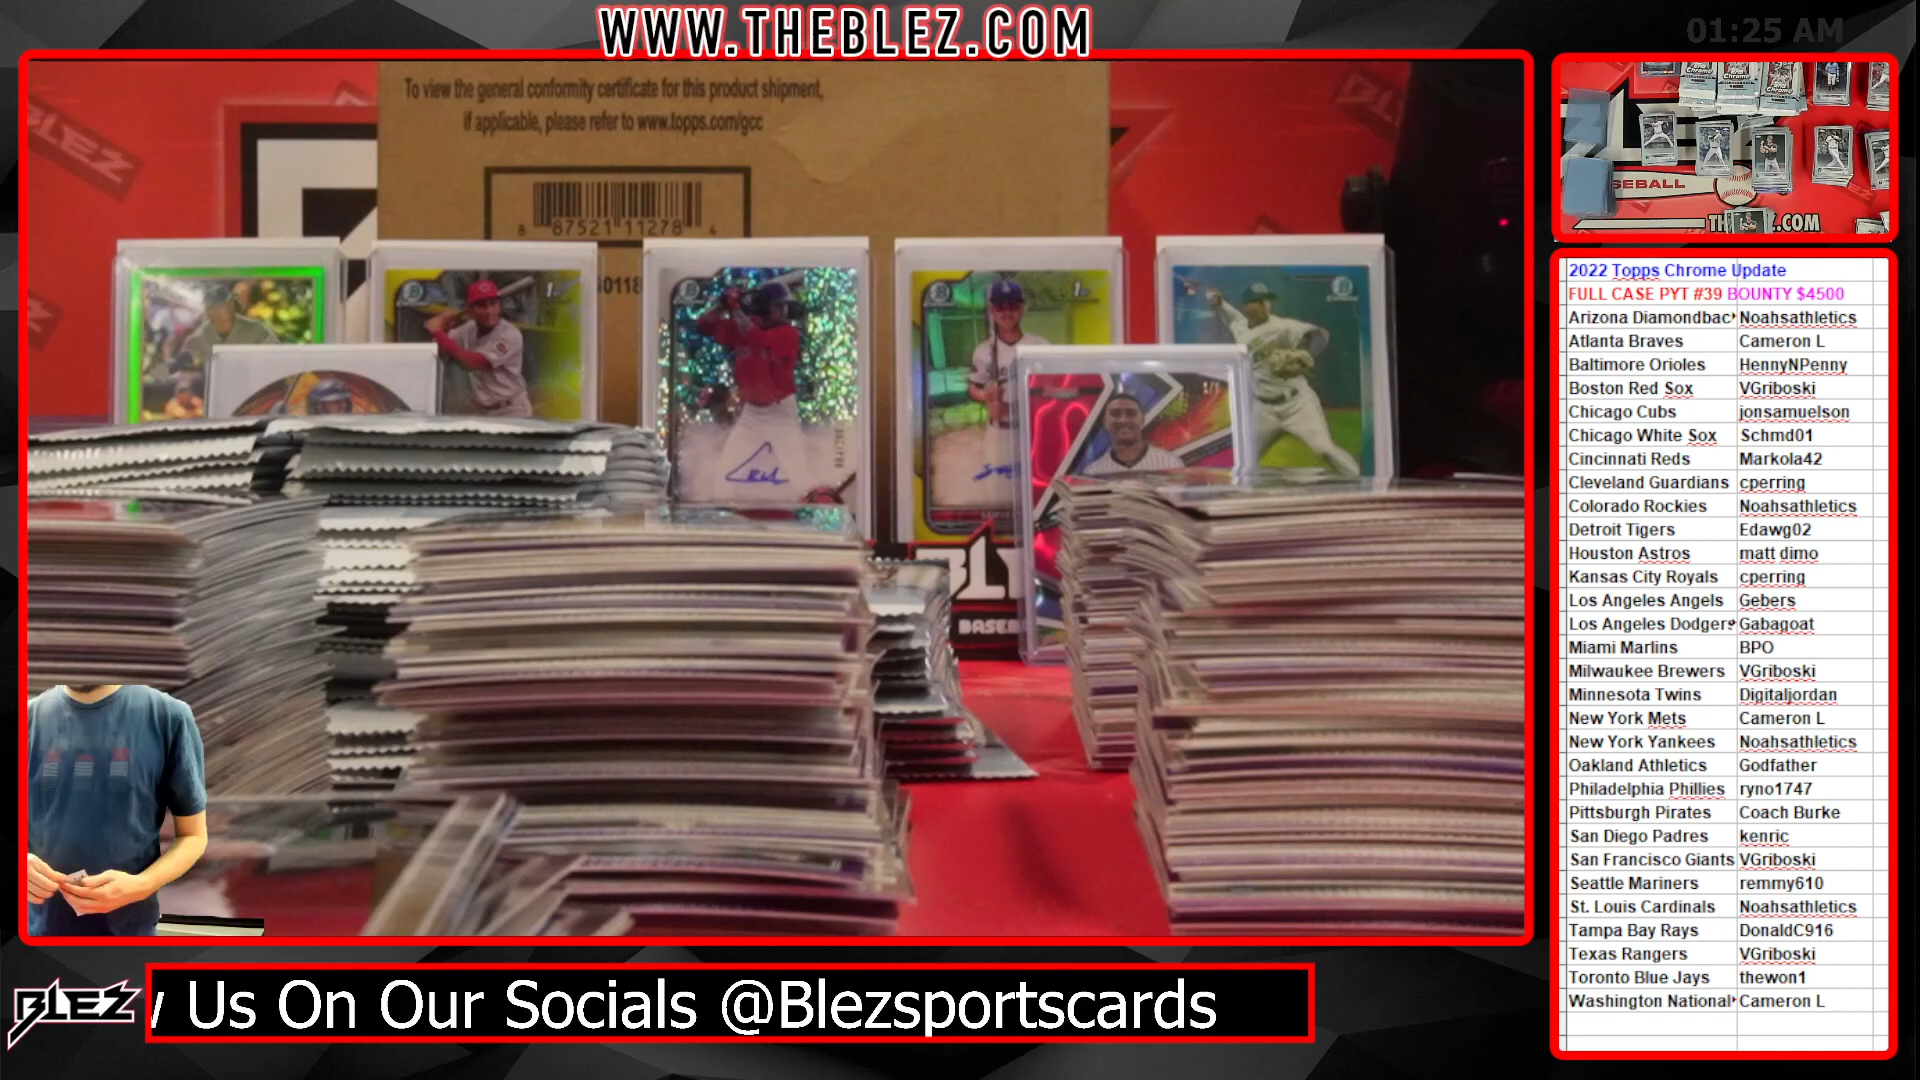 WWW.THEBLEZ.COM
01:25 AM
To view the general conformity certificate for this product shipment,
if applicable, please refer to www.topps.com/gcc
8 87521 11278 4
BASEB
SEBALL
.COM
2022 Topps Chrome Update
FULL CASE PYT #39 BOUNTY $4500
Arizona Diamondbac Noahsathletics
Atlanta Braves Cameron L
Baltimore Orioles HennyNPenny
Boston Red Sox VGriboski
Chicago Cubs jonsamuelson
Chicago White Sox Schmd01
Cincinnati Reds Markola42
Cleveland Guardians cperring
Colorado Rockies Noahsathletics
Detroit Tigers Edawg02
Houston Astros matt dimo
Kansas City Royals cperring
Los Angeles Angels Gebers
Los Angeles Dodgers Gabagoat
Miami Marlins BPO
Milwaukee Brewers VGriboski
Minnesota Twins Digitaljordan
New York Mets Cameron L
New York Yankees Noahsathletics
Oakland Athletics Godfather
Philadelphia Phillies ryno1747
Pittsburgh Pirates Coach Burke
San Diego Padres kenric
San Francisco Giants VGriboski
Seattle Mariners remmy610
St. Louis Cardinals Noahsathletics
Tampa Bay Rays DonaldC916
Texas Rangers VGriboski
Toronto Blue Jays thewon1
Washington National Cameron L
BLEZ
Us On Our Socials @Blezsportscards